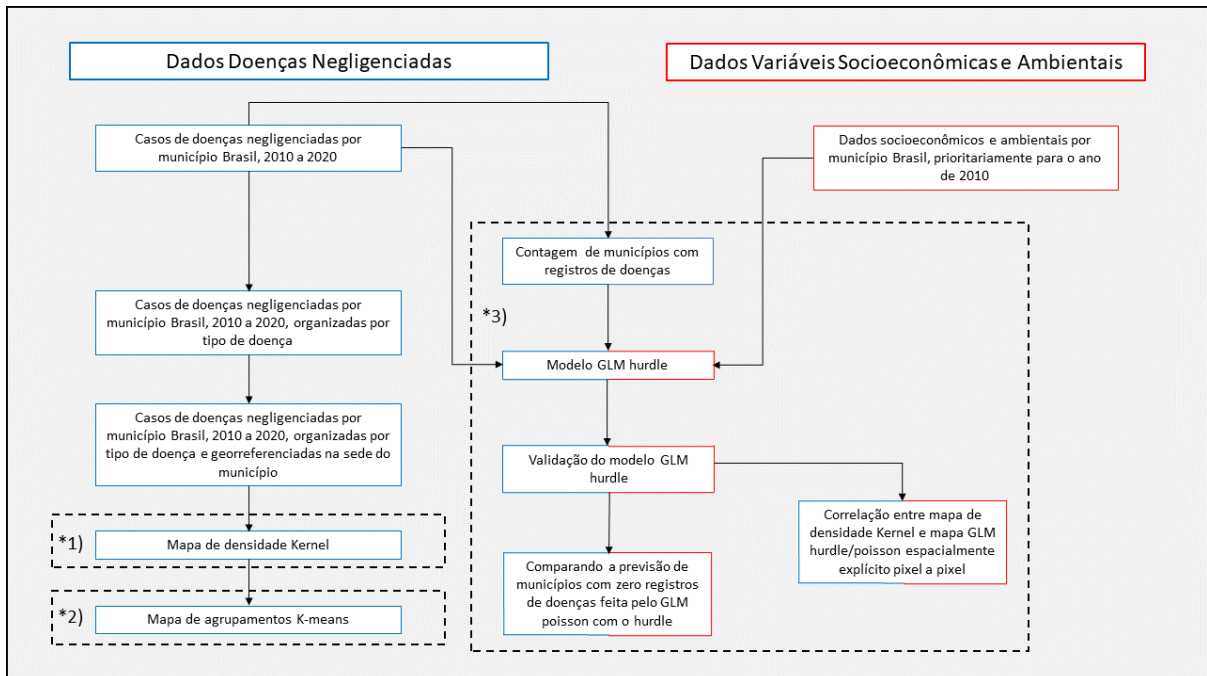 Dados Doenças Negligenciadas
Dados Variáveis Socioeconômicas e Ambientais
Casos de doenças negligenciadas por
município Brasil, 2010 a 2020
Dados socioeconômicos e ambientais por
município Brasil, prioritariamente para o ano
de 2010
Contagem de municípios com
registros de doenças
Casos de doenças negligenciadas por
município Brasil, 2010 a 2020, organizadas por
tipo de doença
*3)
Modelo GLM hurdle
Casos de doenças negligenciadas por
município Brasil, 2010 a 2020, organizadas por
tipo de doença e georreferenciadas na sede do
município
Validação do modelo GLM
hurdle
*1)
Mapa de densidade Kernel
Correlação entre mapa de
densidade Kernel e mapa GLM
hurdle/poisson espacialmente
explícito pixel a pixel
Comparando a previsão de
municípios com zero registros
de doenças feita pelo GLM
poisson com o hurdle
*2)
Mapa de agrupamentos K-means